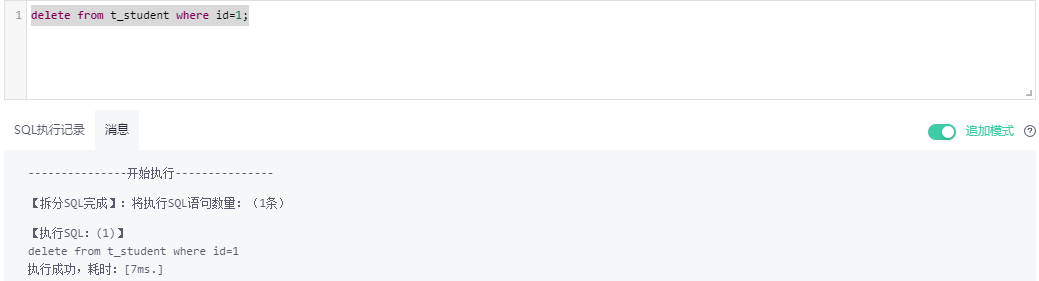 1 delete from t_student where id=1;
SQL执行记录 消息 追加模式
---------------开始执行---------------
【拆分SQL完成】：将执行SQL语句数量：（1条）
【执行SQL：(1)】
delete from t_student where id=1
执行成功，耗时：[7ms.]